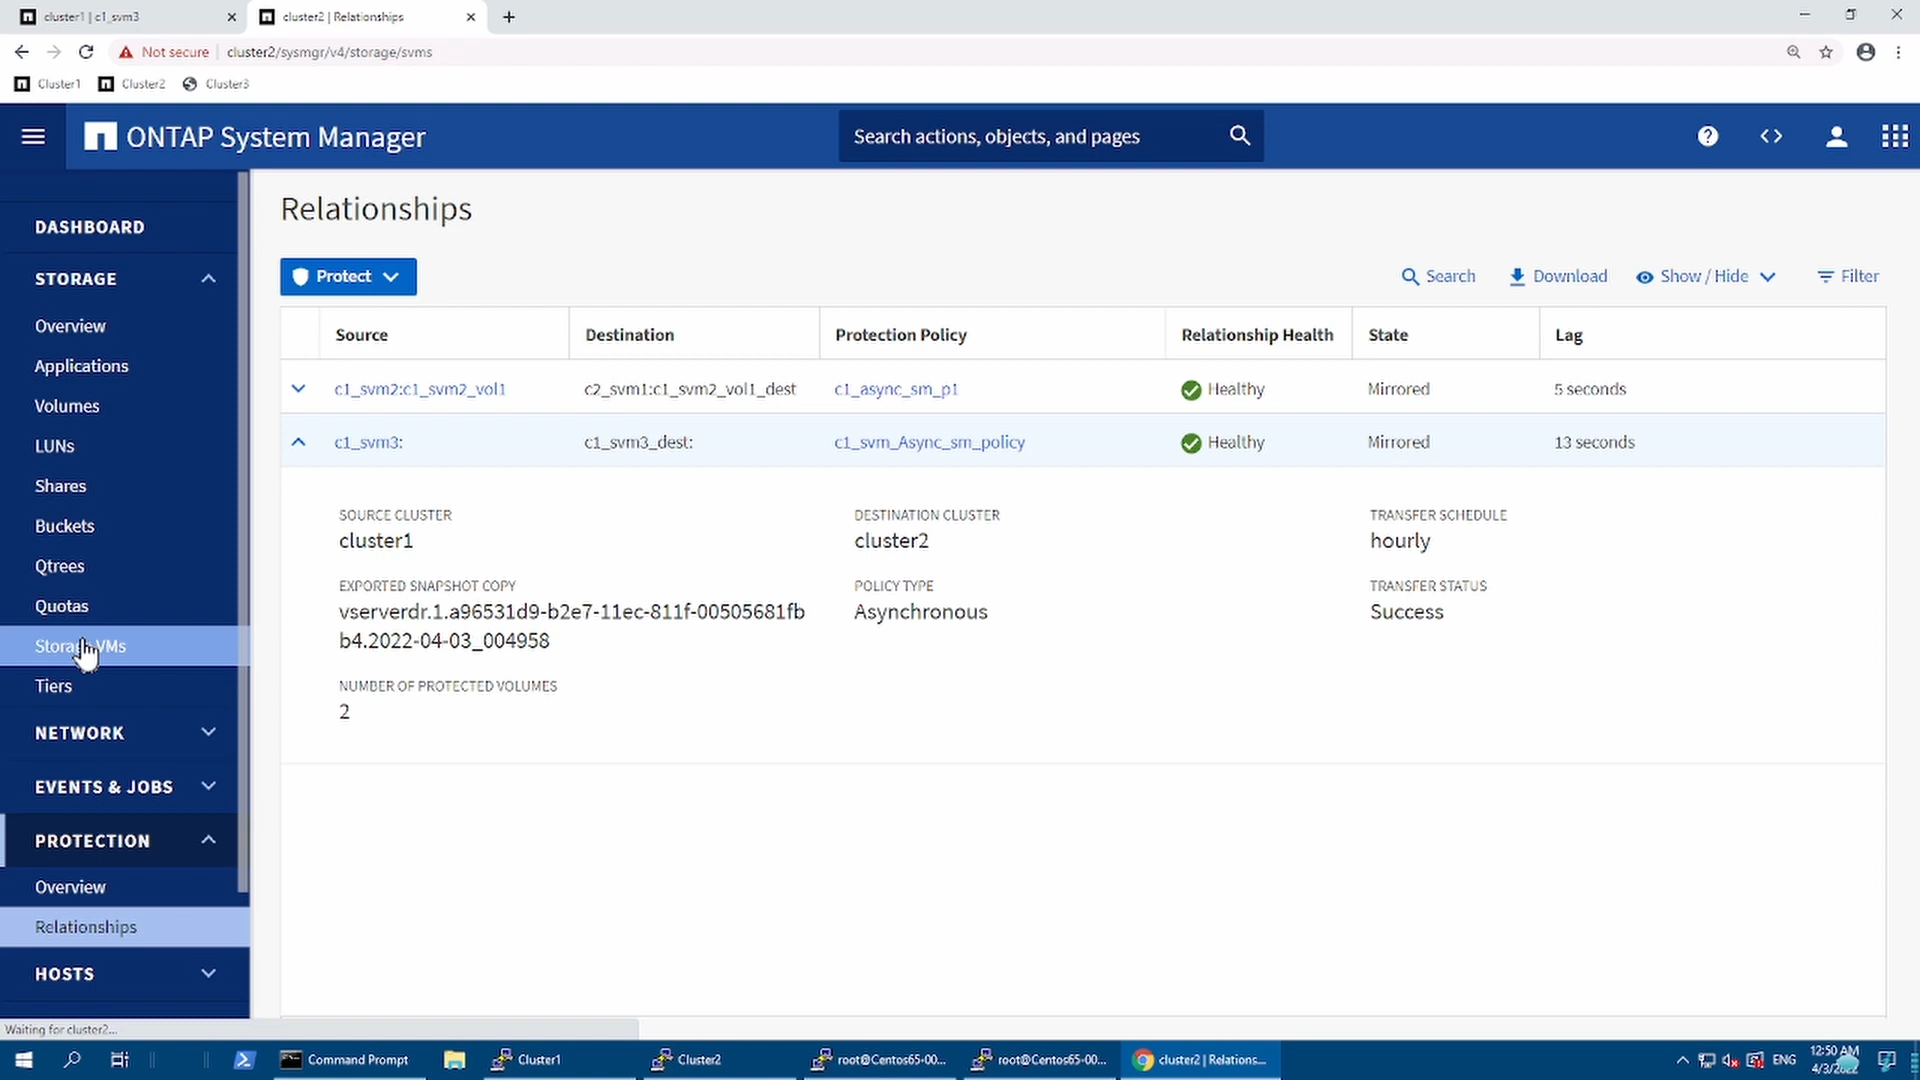 cluster1 | c1_svm3
cluster2 | Relationships
Not secure
cluster2/sysmgr/v4/storage/svms
Cluster1
Cluster2
Cluster3
ONTAP System Manager
Search actions, objects, and pages
DASHBOARD
STORAGE
Overview
Applications
Volumes
LUNs
Shares
Buckets
Qtrees
Quotas
VMs
Tiers
NETWORK
EVENTS & JOBS
PROTECTION
Overview
Relationships
HOSTS
Relationships
Protect
Search
Download
Show / Hide
Filter
Source
Destination
Protection Policy
Relationship Health
State
Lag
c1_svm2:c1_svm2_vol1
c2_svm1:c1_svm2_vol1_dest
c1_async_sm_p1
Healthy
Mirrored
5 seconds
c1_svm3:
c1_svm3_dest:
c1_svm_Async_sm_policy
Healthy
Mirrored
13 seconds
SOURCE CLUSTER
cluster1
DESTINATION CLUSTER
cluster2
TRANSFER SCHEDULE
hourly
EXPORTED SNAPSHOT COPY
vserverdr.1.a96531d9-b2e7-11ec-811f-00505681fb
b4.2022-04-03_004958
POLICY TYPE
Asynchronous
TRANSFER STATUS
Success
NUMBER OF PROTECTED VOLUMES
2
Waiting for cluster2...
Command Prompt
Cluster1
Cluster2
root@Centos65-00...
root@Centos65-00...
cluster2 | Relations...
ENG
12:50 AM